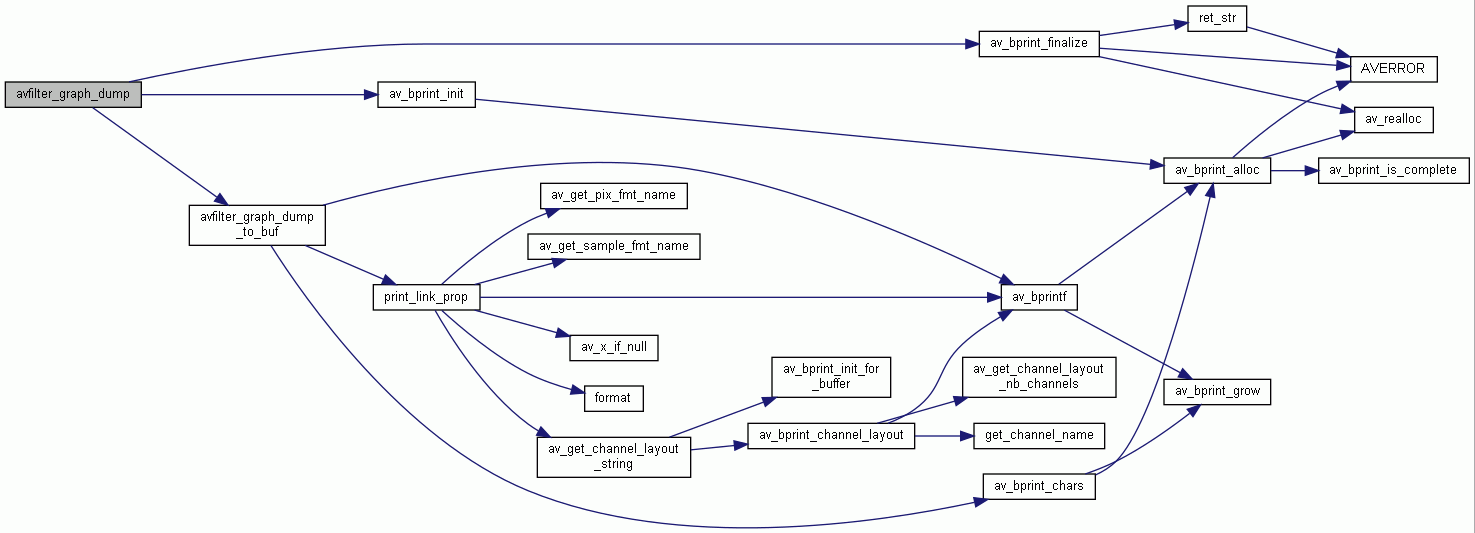 ret_str
av_bprint_finalize
AVERROR
avfilter_graph_dump
av_bprint_init
av_realloc
av_bprint_alloc
av_bprint_is_complete
av_get_pix_fmt_name
avfilter_graph_dump
_to_buf
av_get_sample_fmt_name
print_link_prop
av_bprintf
av_x_if_null
av_bprint_init_for
_buffer
av_get_channel_layout
_nb_channels
av_bprint_grow
format
av_bprint_channel_layout
get_channel_name
av_get_channel_layout
_string
av_bprint_chars